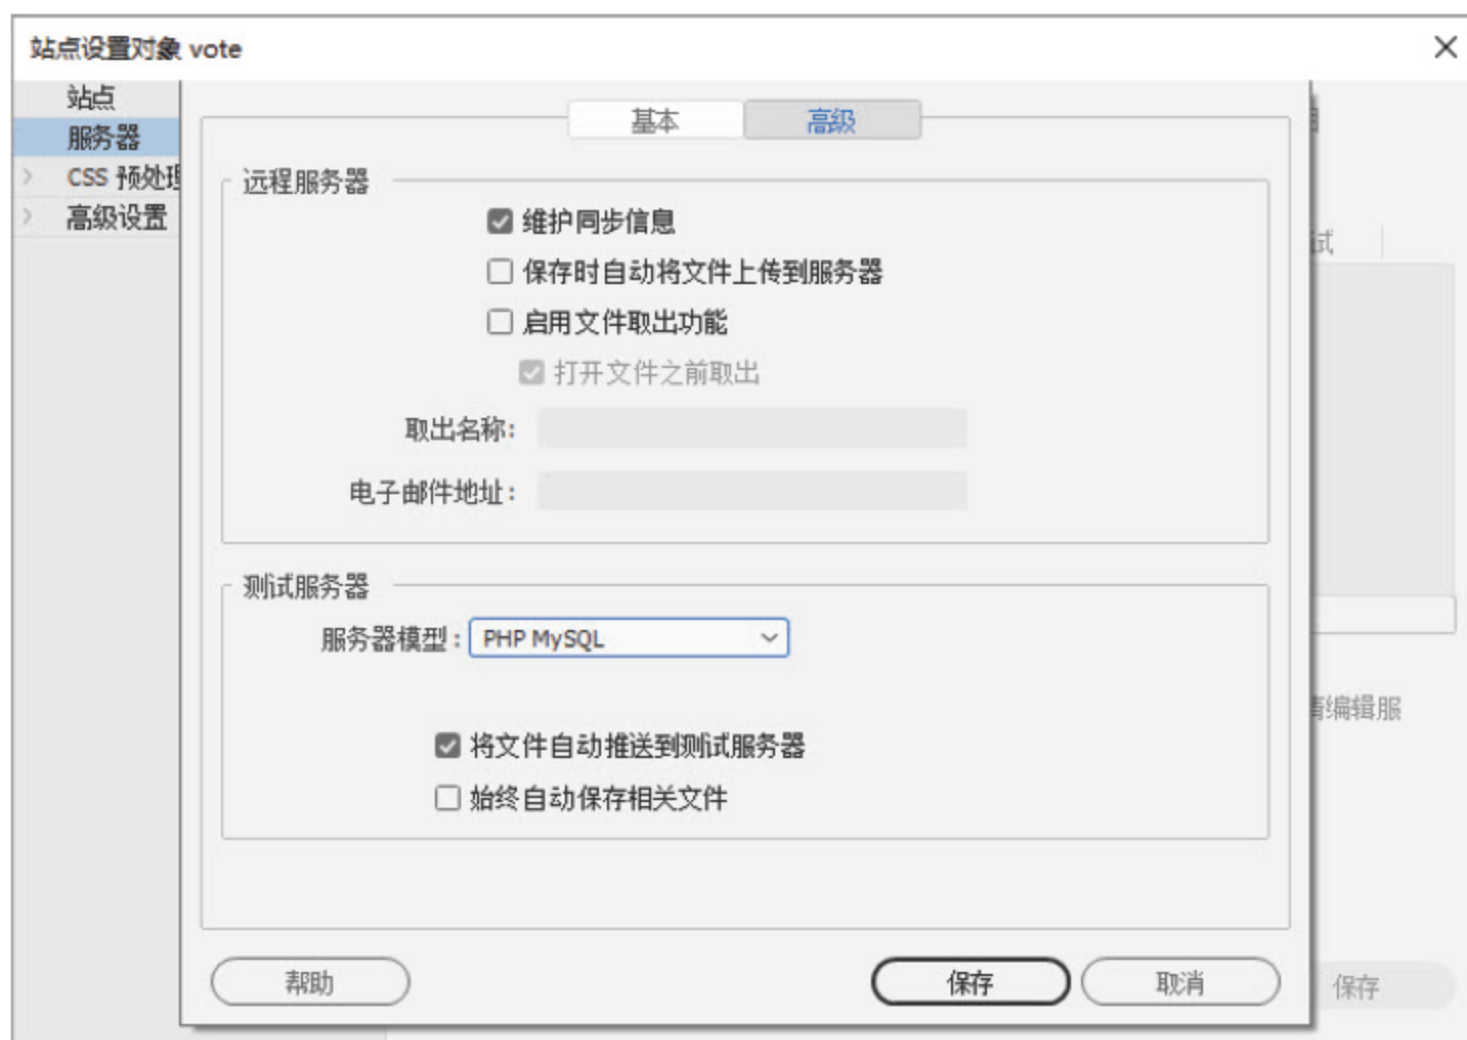 站点设置对象 vote
站点
服务器
CSS 预处理
高级设置
基本
高级
远程服务器
维护同步信息
保存时自动将文件上传到服务器
启用文件取出功能
打开文件之前取出
取出名称：
电子邮件地址：
测试服务器
服务器模型：PHP MySQL
将文件自动推送到测试服务器
始终自动保存相关文件
帮助
保存
取消
试
编辑服
保存